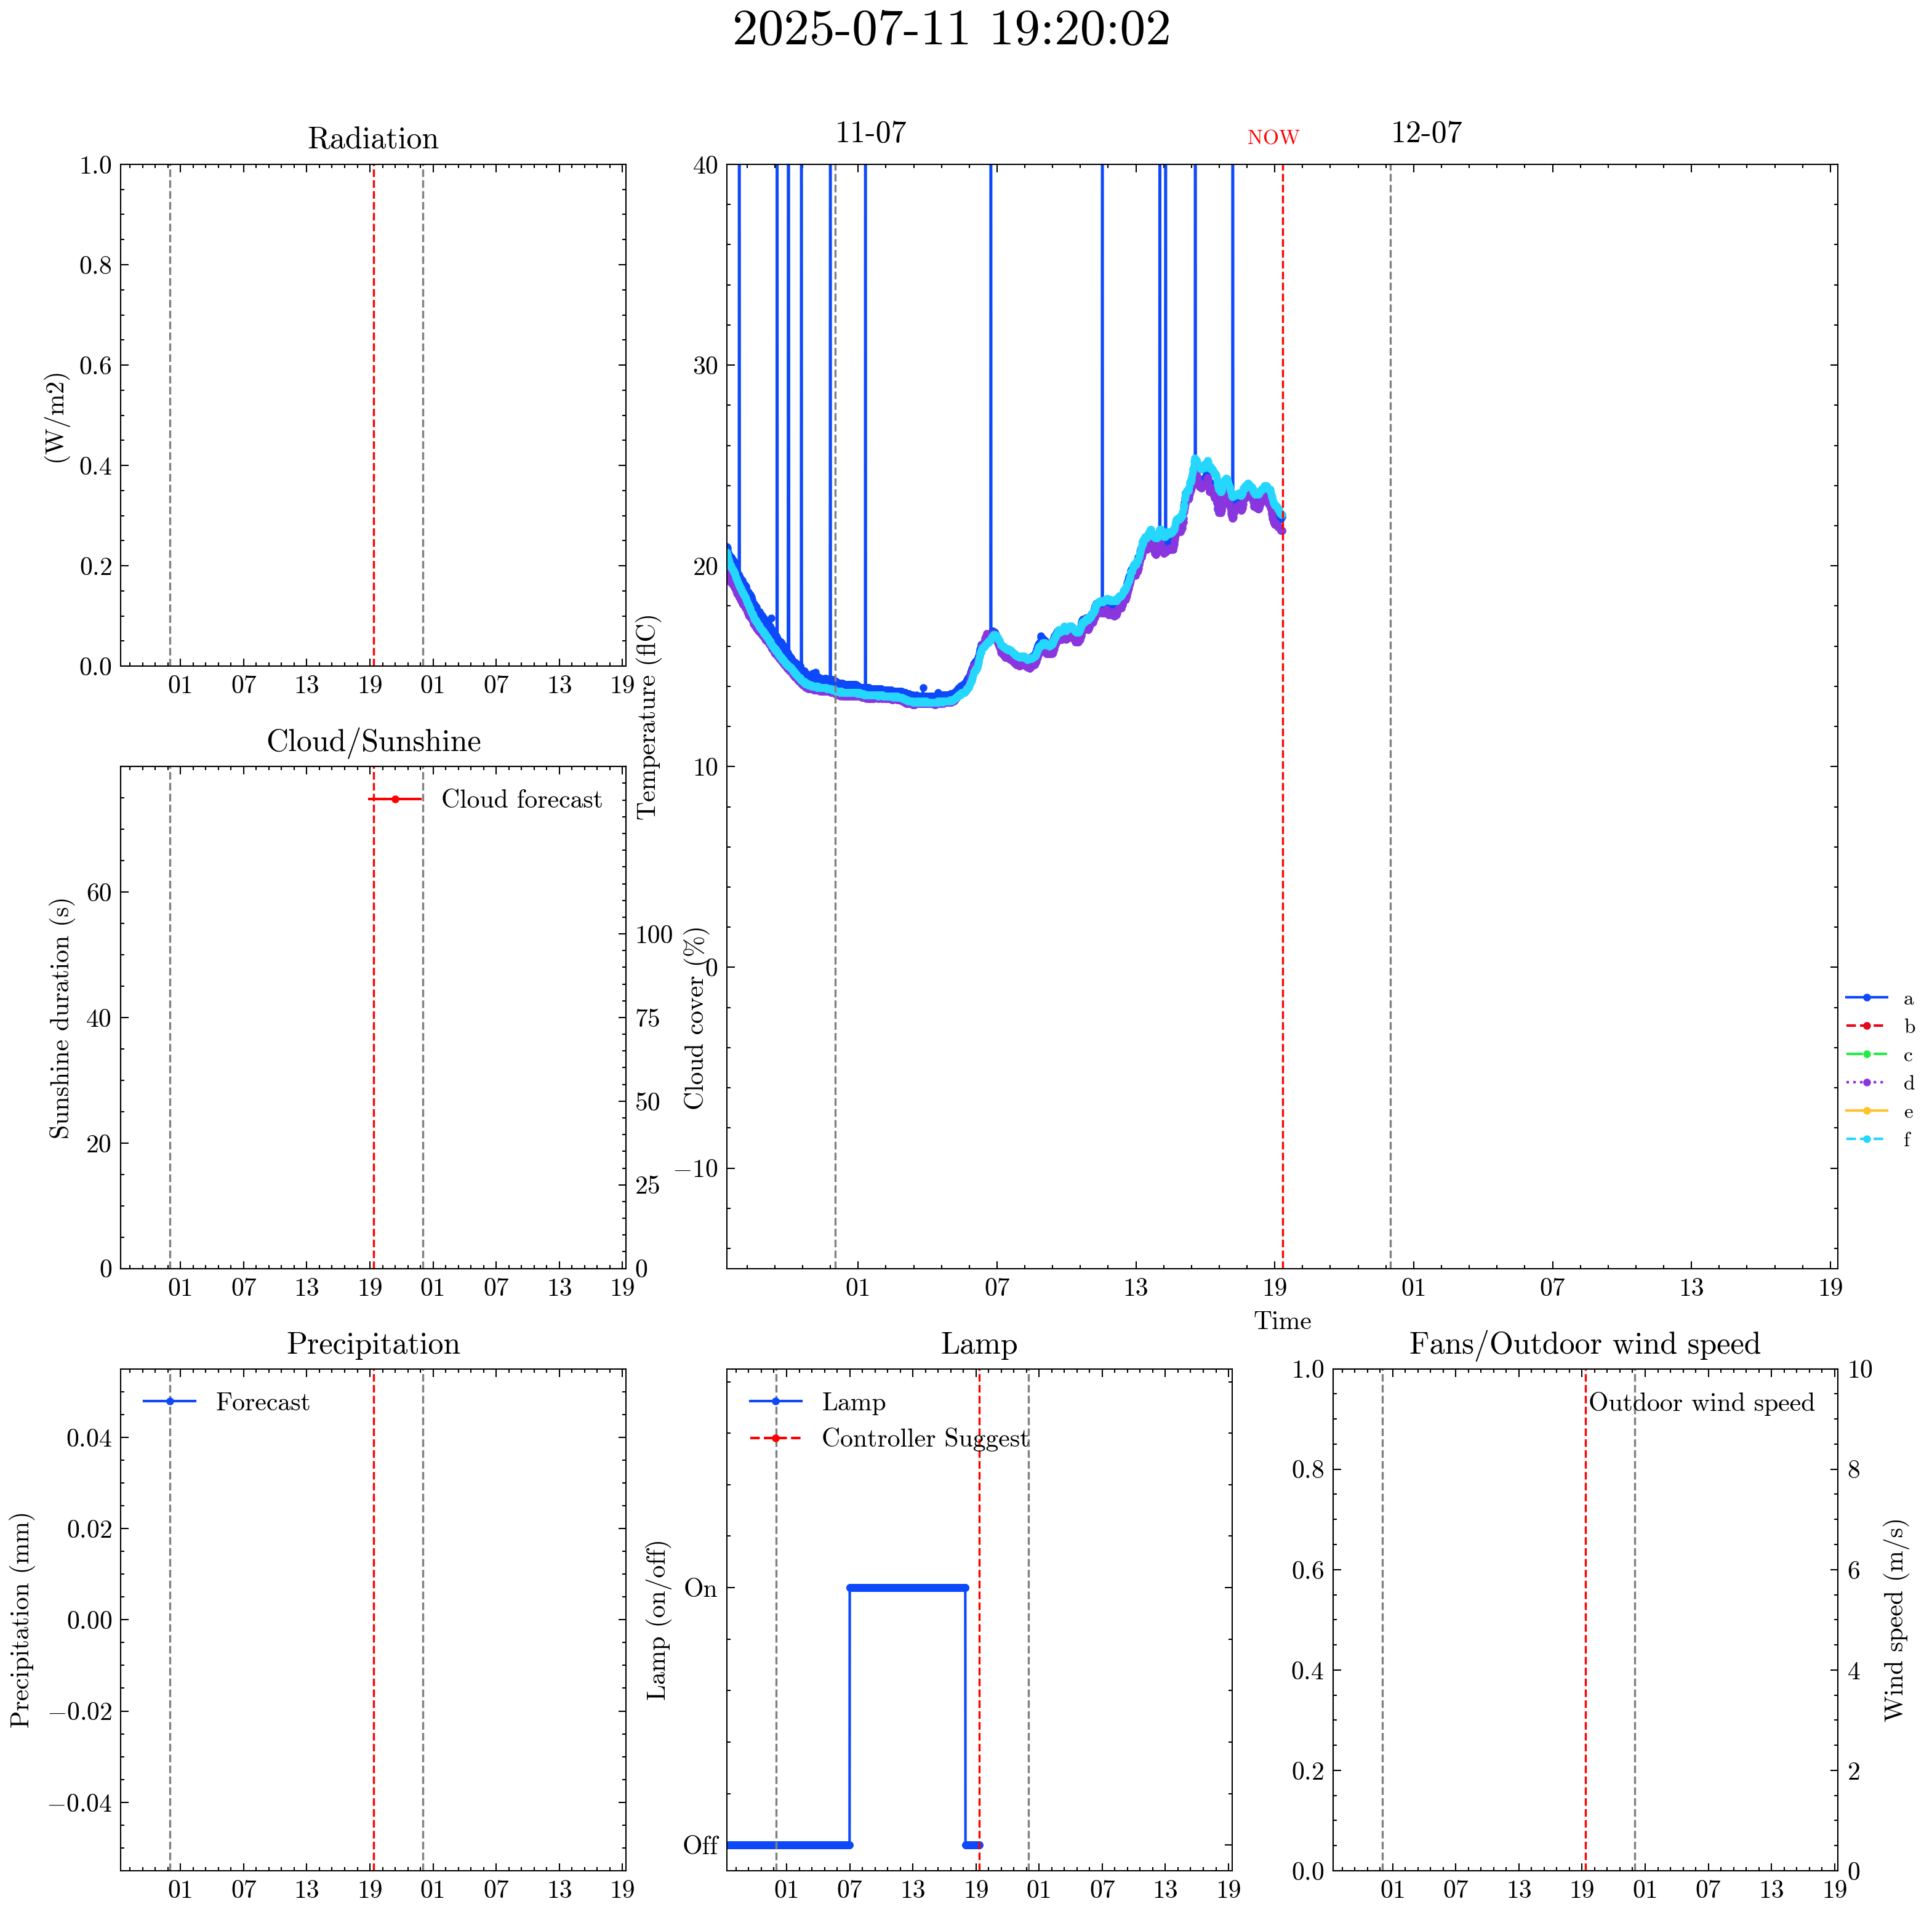 2025-07-11 19:20:02
Radiation
1.0
0.8
0.6
0.4
0.2
0.0
(W/m2)
01 07 13 19 01 07 13 19
11-07
NOW
12-07
40
30
20
10
0
−10
Temperature (flC)
01 07 13 19 01 07 13 19
Time
a
b
c
d
e
f
Cloud/Sunshine
Cloud forecast
60
40
20
0
Sunshine duration (s)
100
75
50
25
0
Cloud cover (%)
01 07 13 19 01 07 13 19
Precipitation
Forecast
0.04
0.02
0.00
−0.02
−0.04
Precipitation (mm)
01 07 13 19 01 07 13 19
Lamp
Lamp
Controller Suggest
On
Off
Lamp (on/off)
01 07 13 19 01 07 13 19
Fans/Outdoor wind speed
Outdoor wind speed
1.0
0.8
0.6
0.4
0.2
0.0
10
8
6
4
2
0
Wind speed (m/s)
01 07 13 19 01 07 13 19